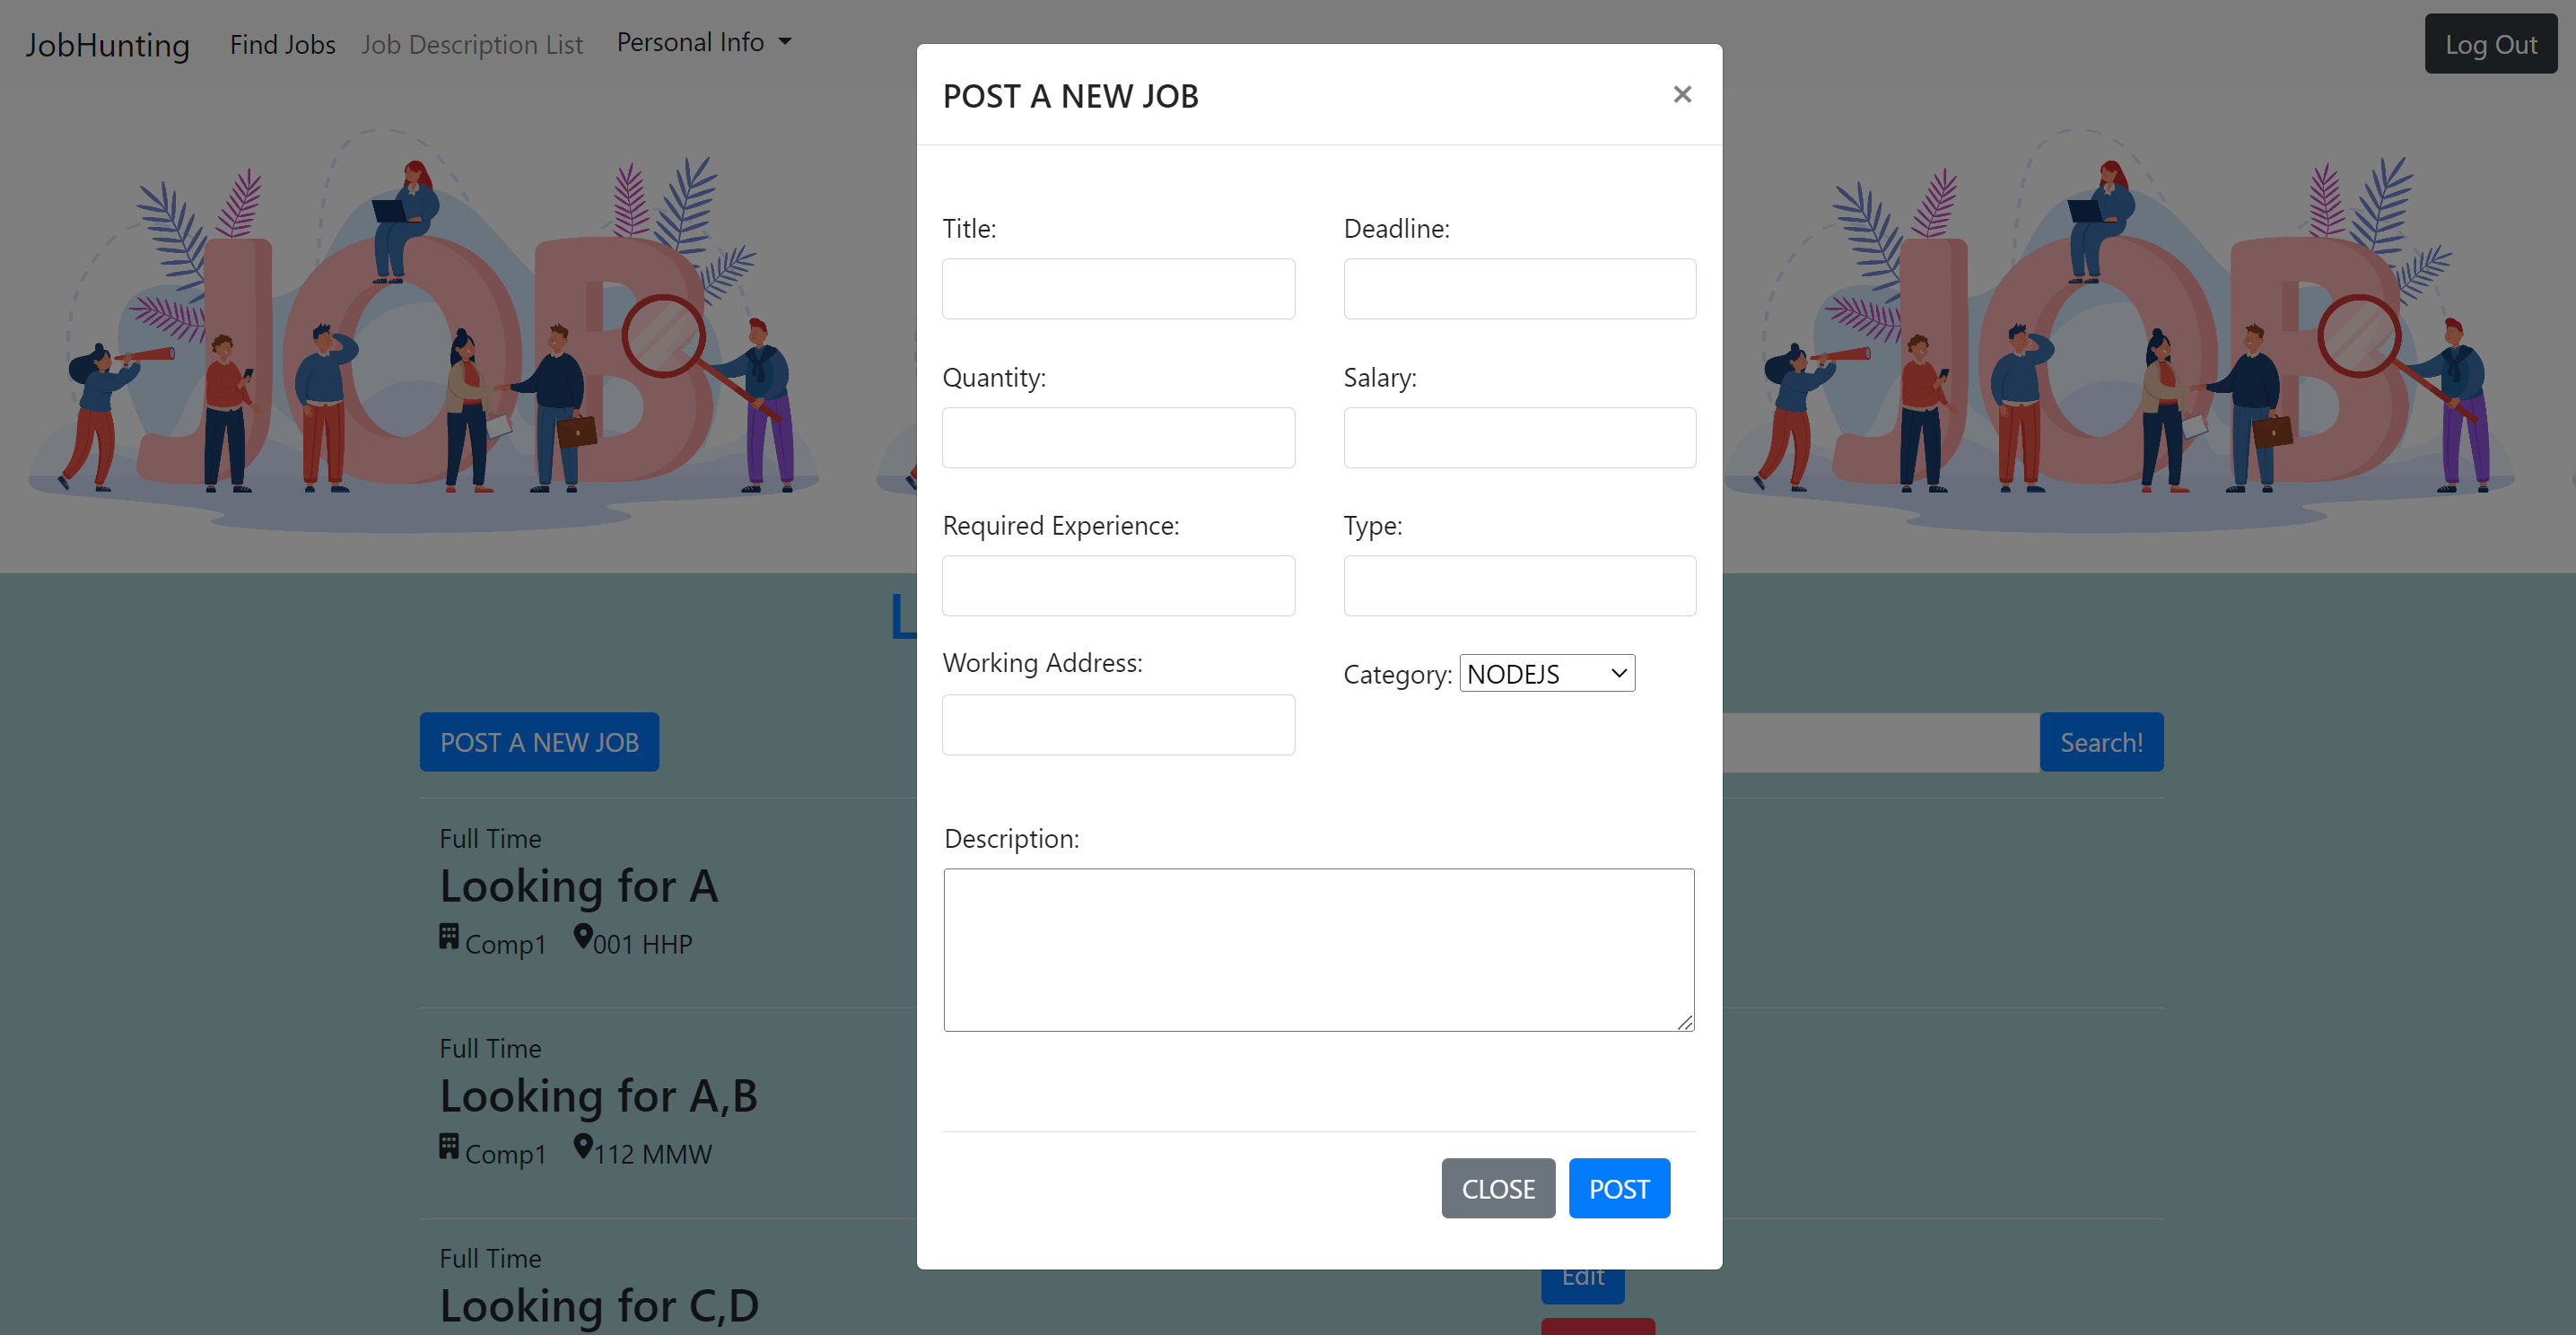 JobHunting Find Jobs Job Description List Personal Info Log Out
POST A NEW JOB ×
Title: Deadline:
Quantity: Salary:
Required Experience: Type:
Working Address: Category: NODEJS
Description:
CLOSE POST
JOB
JOB
L
POST A NEW JOB Search!
Full Time
Looking for A
Comp1 001 HHP
Full Time
Looking for A,B
Comp1 112 MMW
Full Time
Looking for C,D
Edit